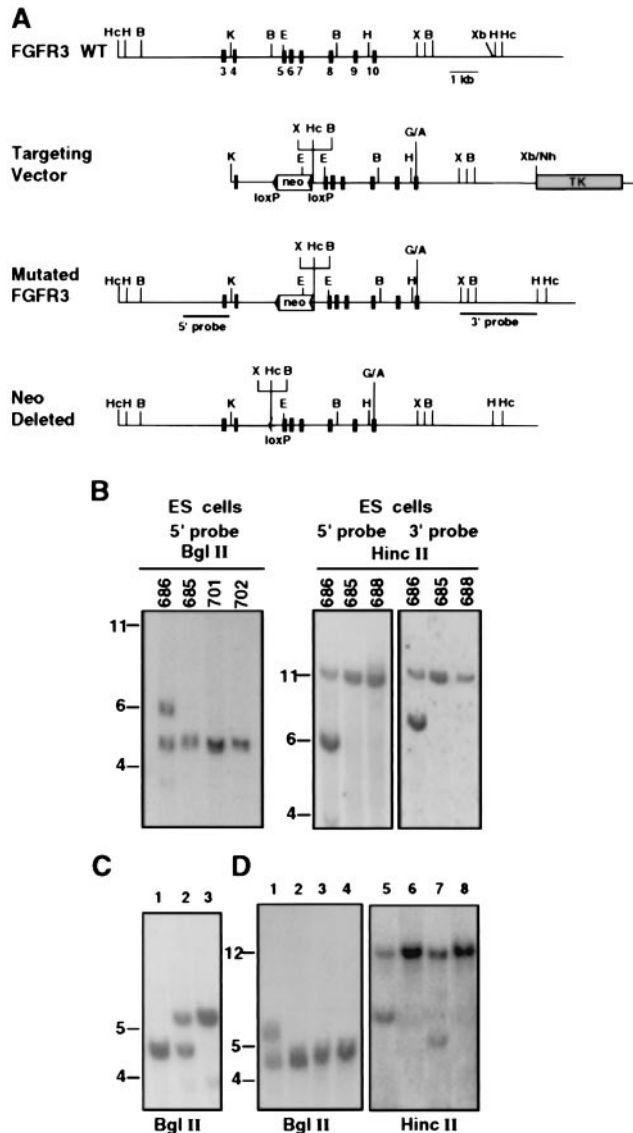 A
HcH B K B E B H X B Xb H Hc
FGFR3 WT
3 4 5 6 7 8 9 10
1 kb
X Hc B G/A
Targeting
Vector
K E E B H X B Xb/Nh
neo TK
loxP loxP
X Hc B G/A
Mutated
FGFR3
HcH B K E E B H X B H Hc
neo
5' probe 3' probe
X Hc B G/A
Neo
Deleted
HcH B K E B H X B H Hc
loxP
B
ES cells ES cells
5' probe 5' probe 3' probe
Bgl II Hinc II
686 685 701 702 686 685 688 686 685 688
11 11
6 6
4 4
C D
1 2 3 1 2 3 4 5 6 7 8
12
5 5
4 4
Bgl II Bgl II Hinc II